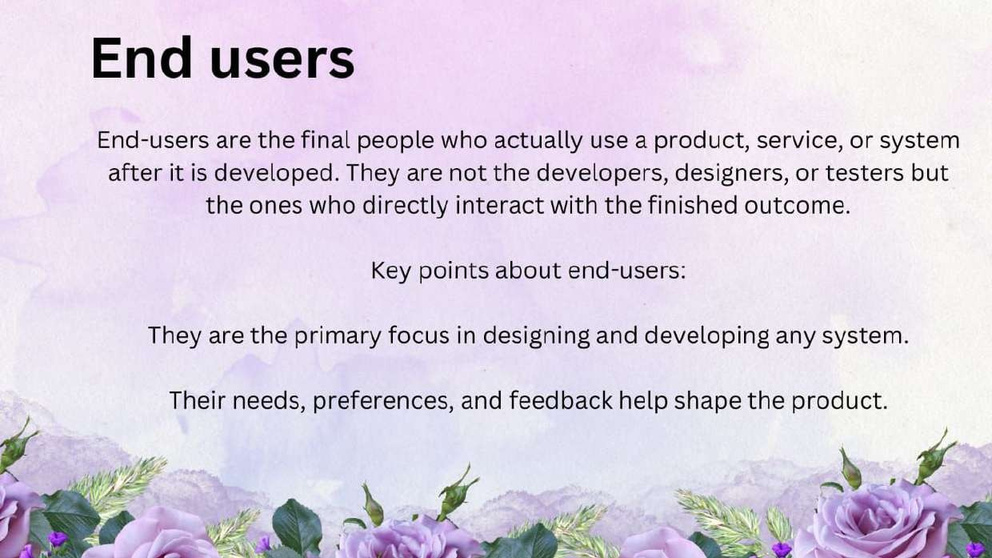 End users
End-users are the final people who actually use a product, service, or system
after it is developed. They are not the developers, designers, or testers but
the ones who directly interact with the finished outcome.
Key points about end-users:
They are the primary focus in designing and developing any system.
Their needs, preferences, and feedback help shape the product.